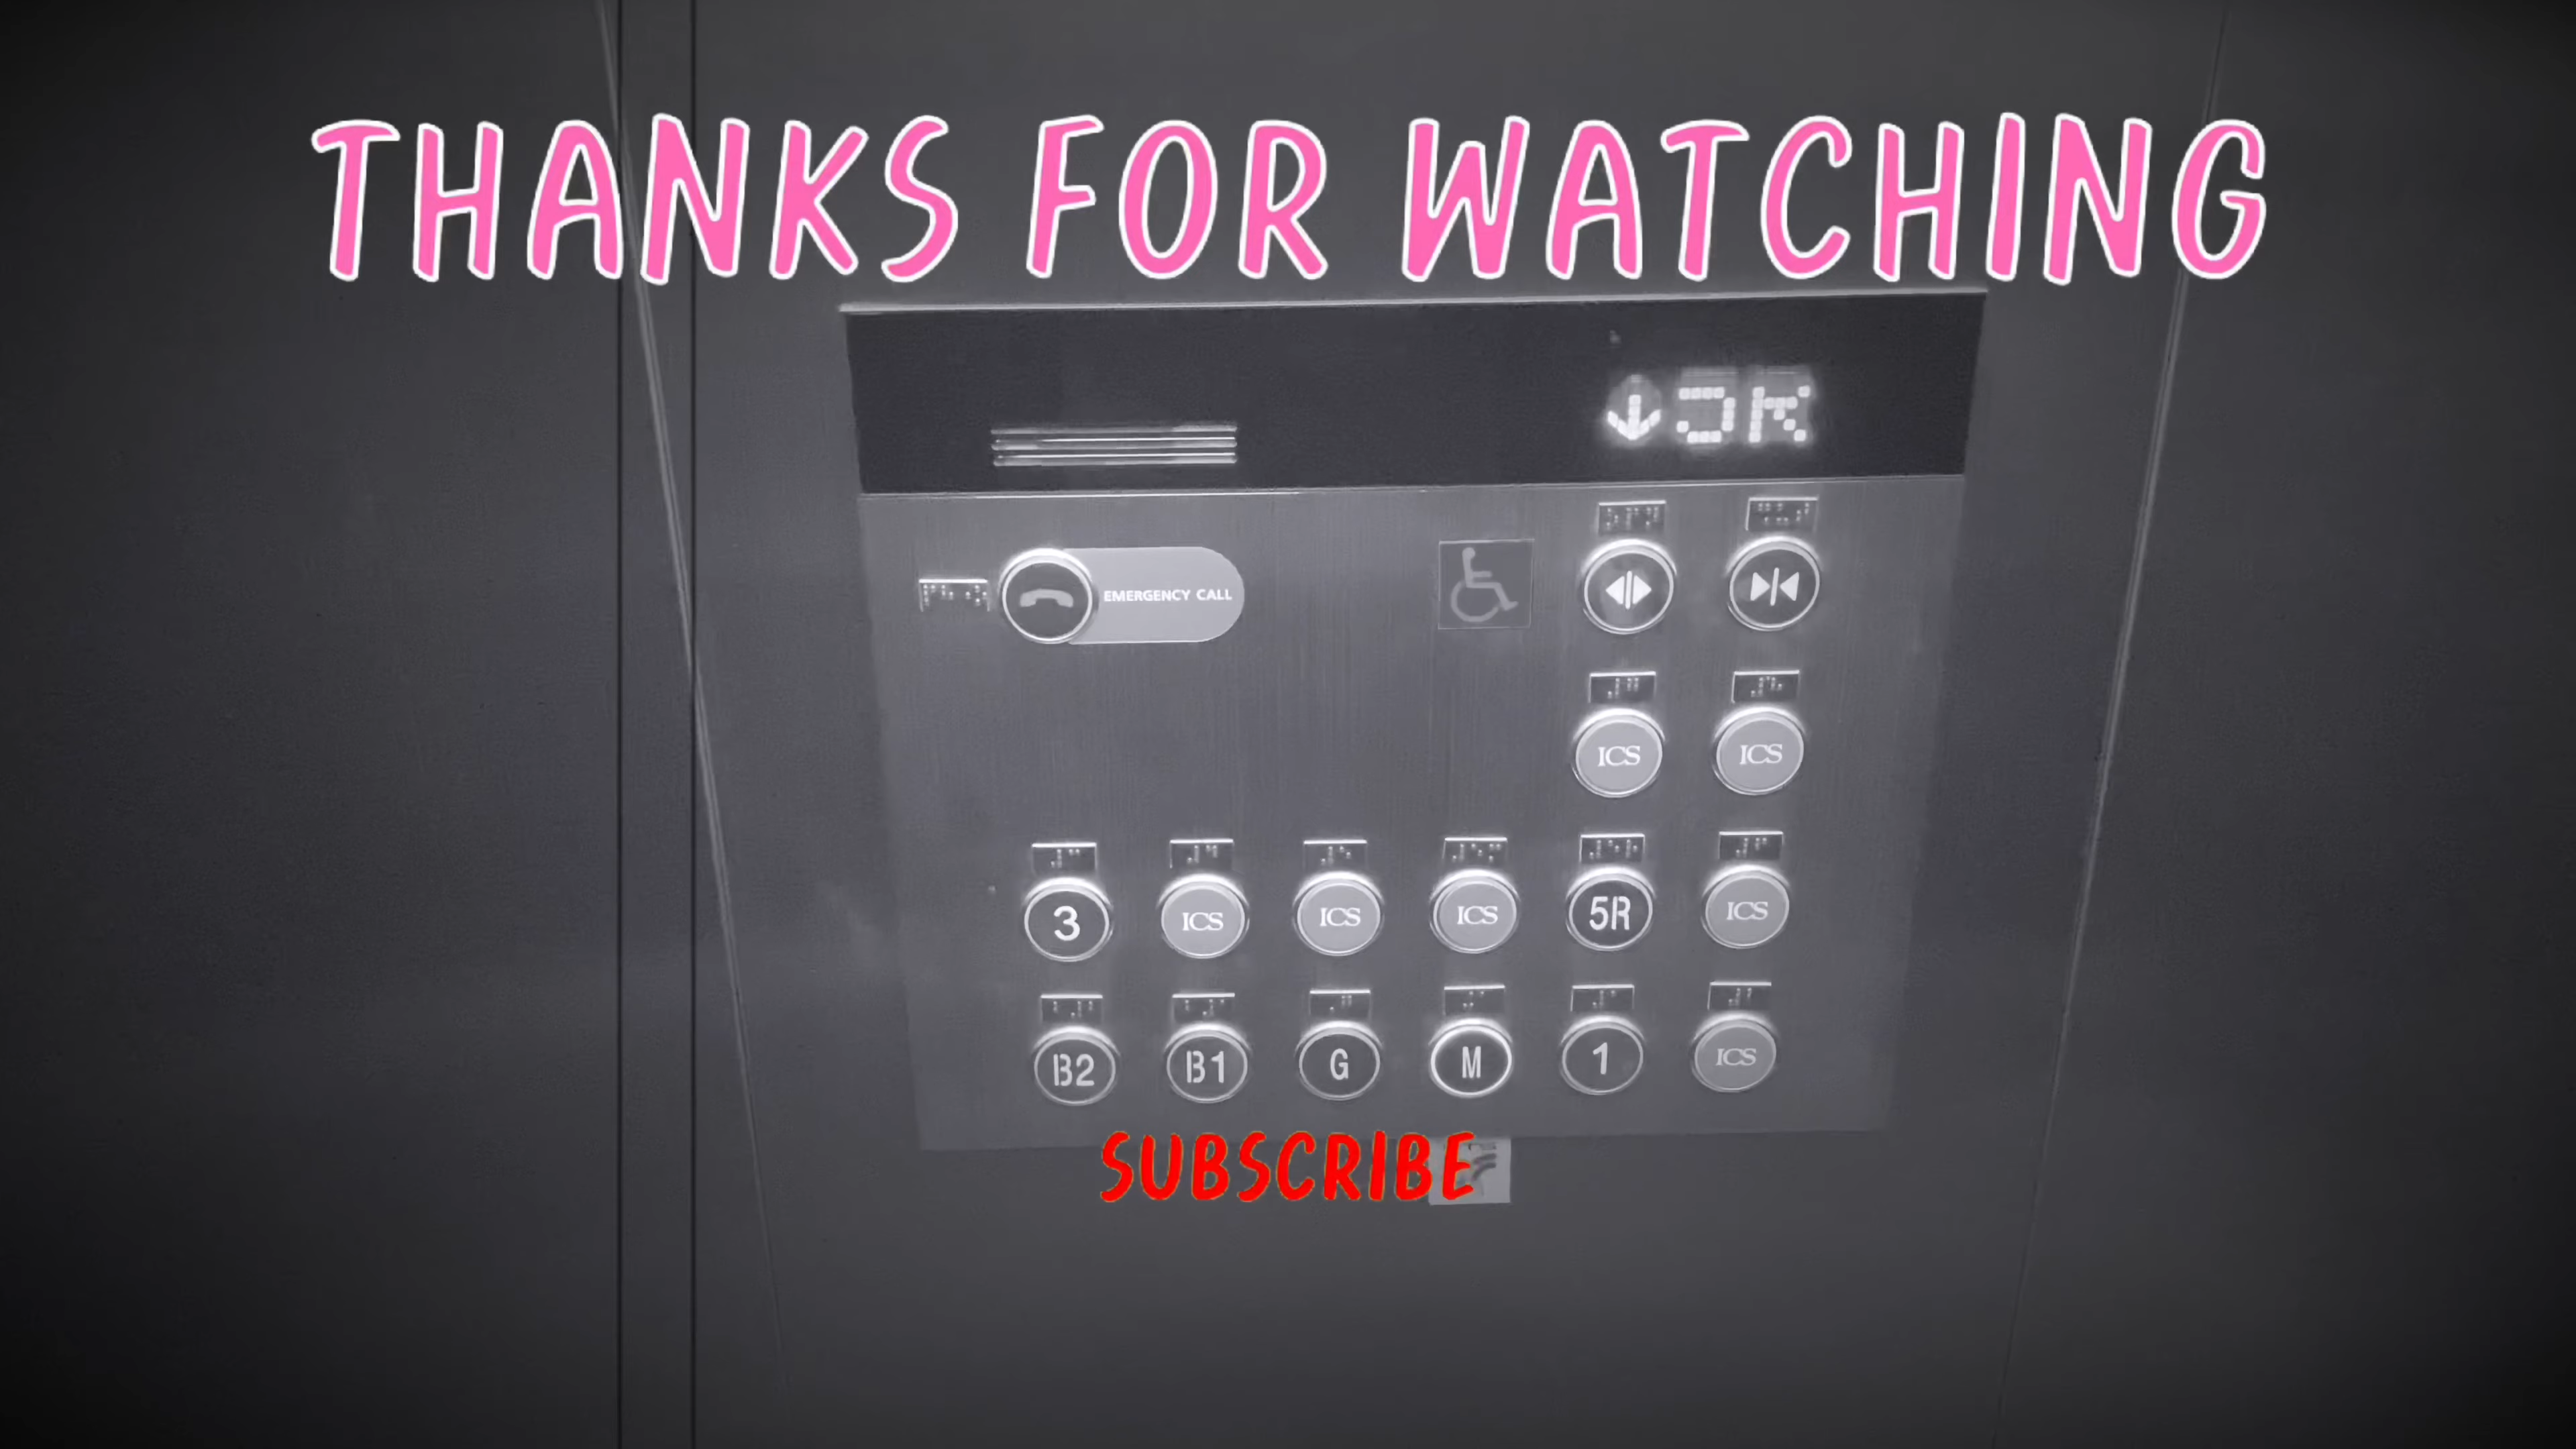 THANKS FOR WATCHING
EMERGENCY CALL
ICS ICS
3 ICS ICS ICS 5R ICS
B2 B1 G M 1 ICS
SUBSCRIBE